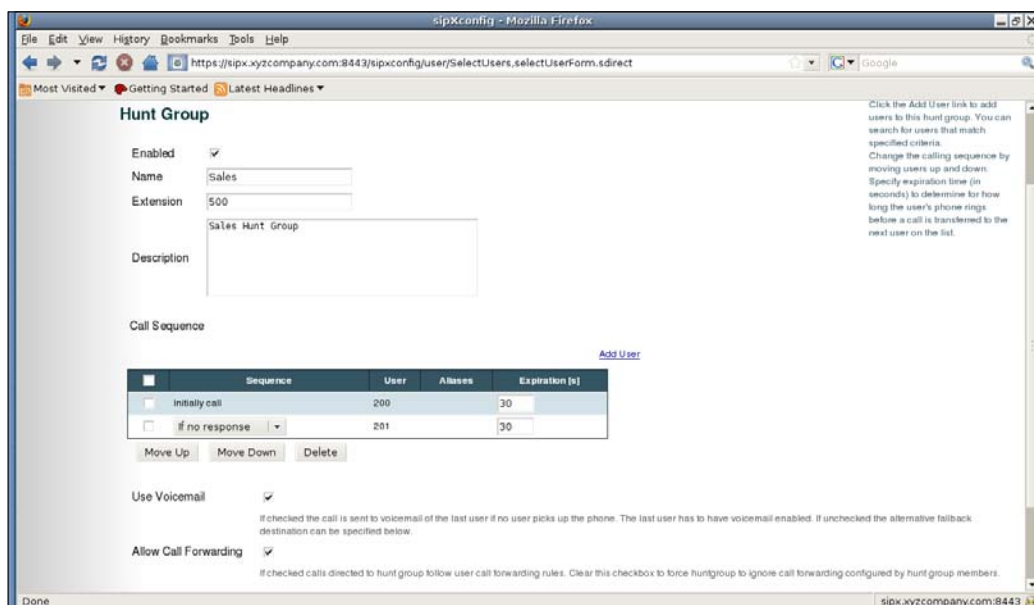 sipXconfig - Mozilla Firefox
File Edit View History Bookmarks Tools Help
https://sipx.xyzcompany.com:8443/sipxconfig/user/SelectUsers,selectUserForm.sdirect
Google
Most Visited Getting Started Latest Headlines
Hunt Group
Enabled
Name Sales
Extension 500
Description Sales Hunt Group
Click the Add User link to add
users to this hunt group. You can
search for users that match
specified criteria.
Change the calling sequence by
moving users up and down.
Specify expiration time (in
seconds) to determine for how
long the user's phone rings
before a call is transferred to the
next user on the list.
Call Sequence
Add User
Sequence User Aliases Expiration [s]
Initially call 200 30
If no response 201 30
Move Up Move Down Delete
Use Voicemail
If checked the call is sent to voicemail of the last user if no user picks up the phone. The last user has to have voicemail enabled. If unchecked the alternative fallback
destination can be specified below.
Allow Call Forwarding
If checked calls directed to hunt group follow user call forwarding rules. Clear this checkbox to force huntgroup to ignore call forwarding configured by hunt group members.
Done sipx.xyzcompany.com:8443